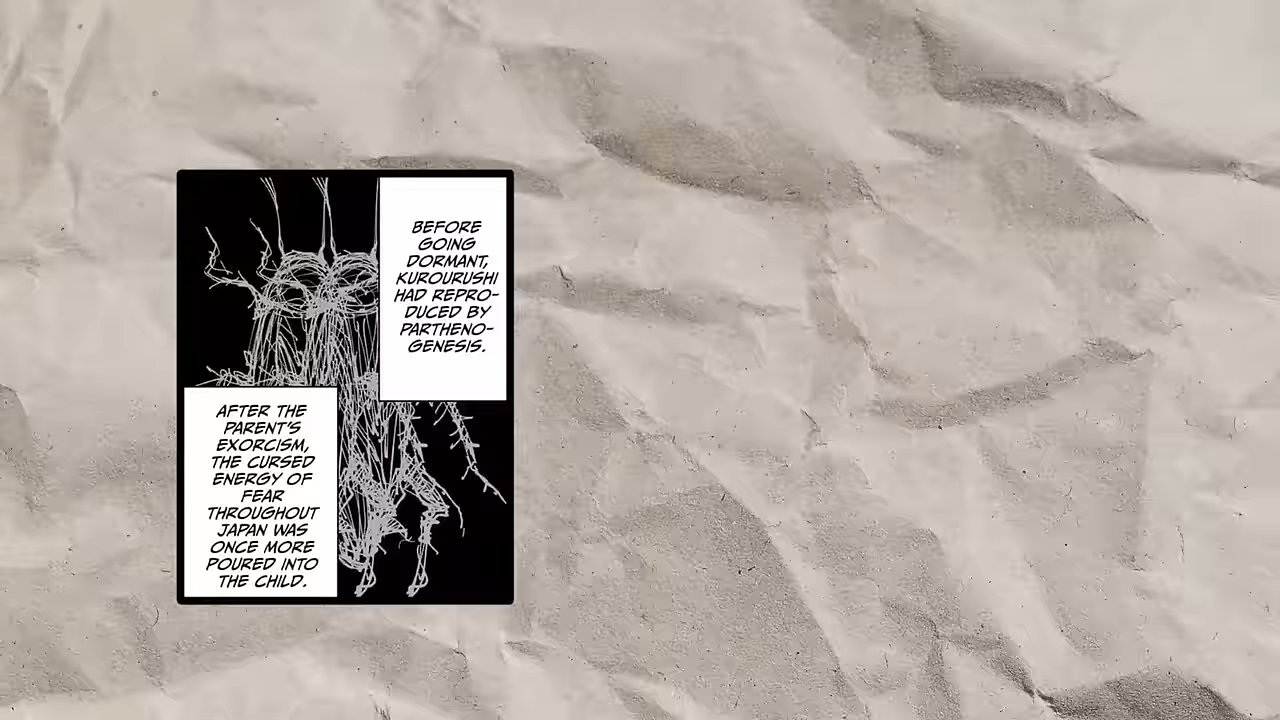 BEFORE
GOING
DORMANT,
KUROURUSHI
HAD REPRO-
DUCED BY
PARTHENO-
GENESIS.
AFTER THE
PARENT'S
EXORCISM,
THE CURSED
ENERGY OF
FEAR
THROUGHOUT
JAPAN WAS
ONCE MORE
POURED INTO
THE CHILD.